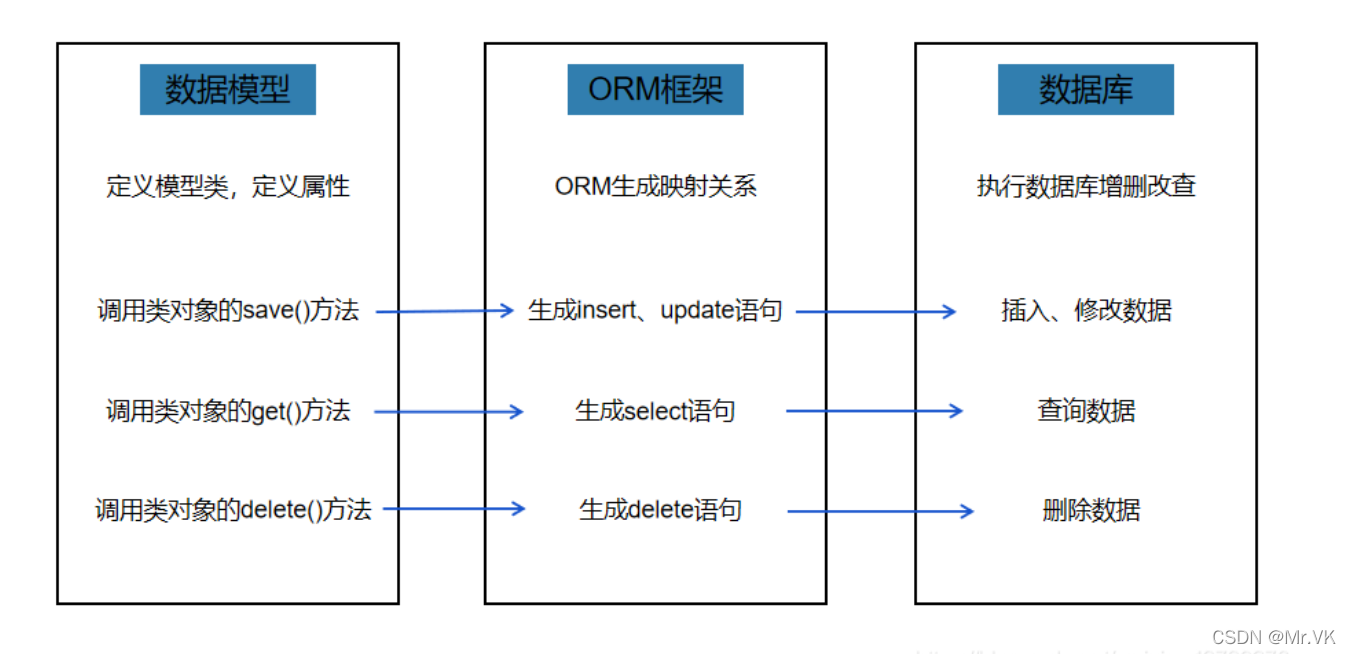 数据模型
定义模型类，定义属性
调用类对象的save()方法
调用类对象的get()方法
调用类对象的delete()方法
ORM框架
ORM生成映射关系
生成insert、update语句
生成select语句
生成delete语句
数据库
执行数据库增删改查
插入、修改数据
查询数据
删除数据
CSDN @Mr.VK